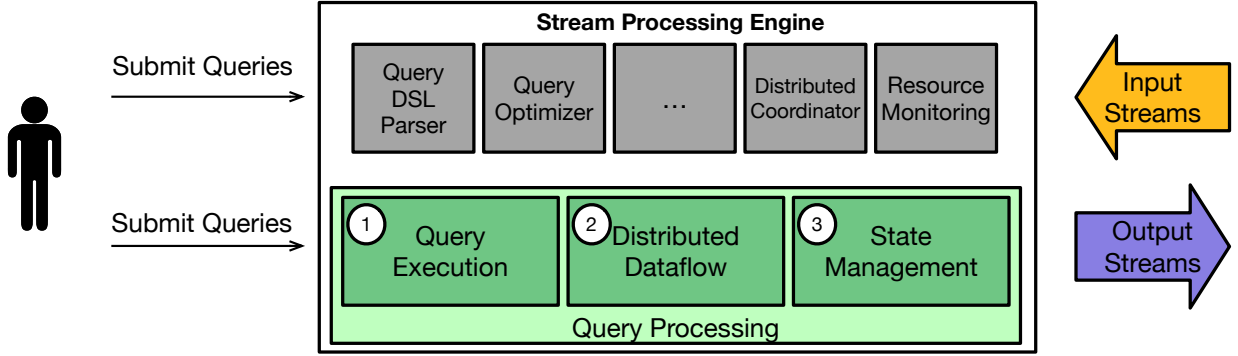 Stream Processing Engine
Submit Queries
Query
DSL
Parser
Query
Optimizer
...
Distributed
Coordinator
Resource
Monitoring
Input
Streams
Submit Queries
1
Query
Execution
2
Distributed
Dataflow
3
State
Management
Output
Streams
Query Processing